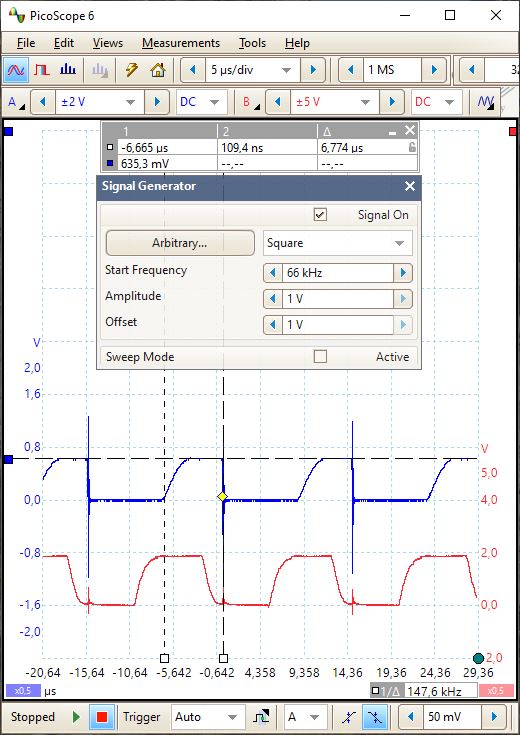 PicoScope 6
File Edit Views Measurements Tools Help
5 µs/div 1 MS 32
A ±2 V DC B ±5 V DC
1 2 Δ
-6,665 µs 109,4 ns 6,774 µs
635,3 mV --,-- --,--
Signal Generator
Signal On
Arbitrary... Square
Start Frequency 66 kHz
Amplitude 1 V
Offset 1 V
Sweep Mode Active
V
2,0
1,6
0,8
0,0
-0,8
-1,6
-2,0
V
5,0
4,0
2,0
0,0
2,0
-20,64 -15,64 -10,64 -5,642 -0,642 4,358 9,358 14,36 19,36 24,36 29,36
x0,5 µs 1/Δ 147,6 kHz x0,5
Stopped Trigger Auto A 50 mV